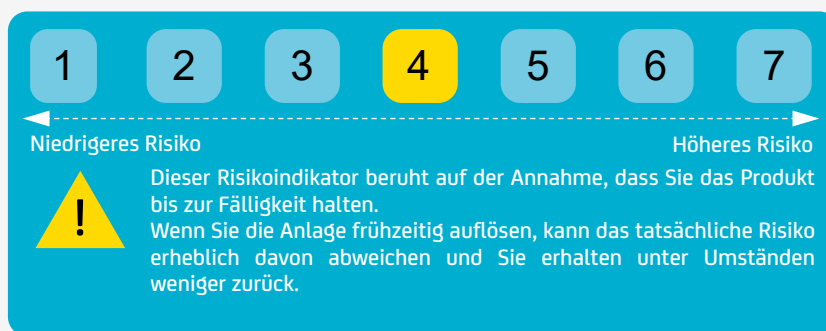 1 2 3 4 5 6 7
Niedrigeres Risiko Höheres Risiko
!
Dieser Risikoindikator beruht auf der Annahme, dass Sie das Produkt
bis zur Fälligkeit halten.
Wenn Sie die Anlage frühzeitig auflösen, kann das tatsächliche Risiko
erheblich davon abweichen und Sie erhalten unter Umständen
weniger zurück.